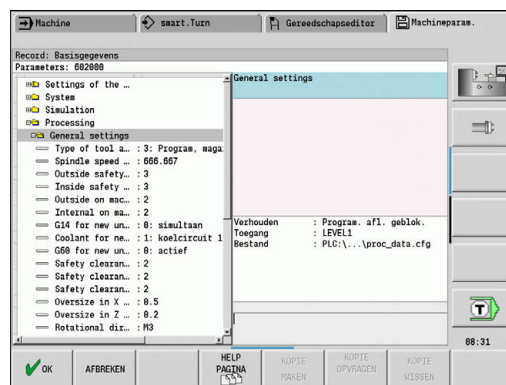 Machine
smart.Turn
Gereedschapseditor
Machineparam.
Record: Basisgegevens
Parameters: 602000
Settings of the …
System
Simulation
Processing
General settings
Type of tool a… : 3: Program, maga
Spindle speed … : 666.667
Outside safety… : 3
Inside safety … : 3
Outside on mac… : 2
Internal on ma… : 2
G14 for new un… : 0: simultaan
Coolant for ne… : 1: koelcircuit 1
G60 for new un… : 0: actief
Safety clearan… : 2
Safety clearan… : 2
Safety clearan… : 2
Oversize in X … : 0.5
Oversize in Z … : 0.2
Rotational dir… : M3
General settings
Verhouden : Program. afl. geblok.
Toegang : LEVEL1
Bestand : PLC:\...\proc_data.cfg
T
08:31
OK
AFBREKEN
HELP PAGINA
KOPIE MAKEN
KOPIE OPVRAGEN
KOPIE WISSEN